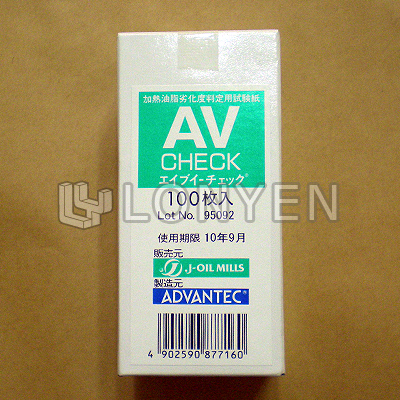 加熱油脂劣化度判定用試験紙
AV
CHECK
エイブイーチェック®
100枚入
Lot No. 95092
LONYEN
使用期限 10年9月
販売元
J-OIL MILLS
製造元
ADVANTEC®
4 902590 877160